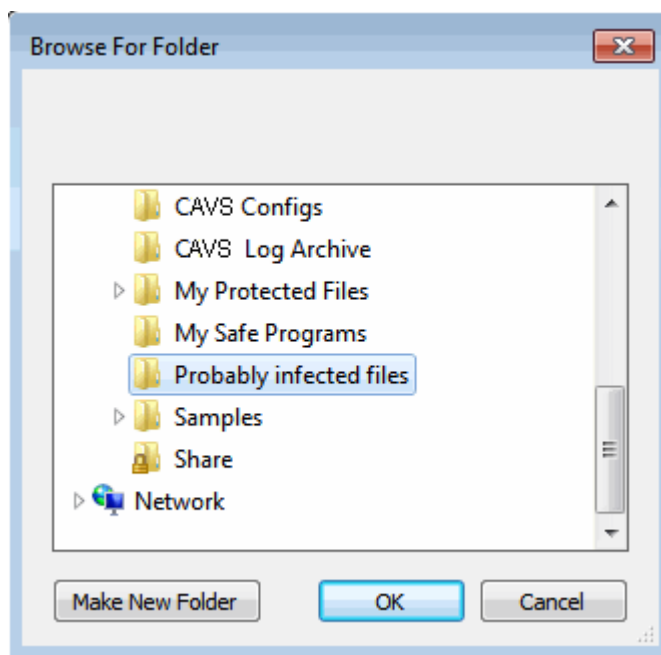 Browse For Folder
CAVS Configs
CAVS Log Archive
My Protected Files
My Safe Programs
Probably infected files
Samples
Share
Network
Make New Folder OK Cancel